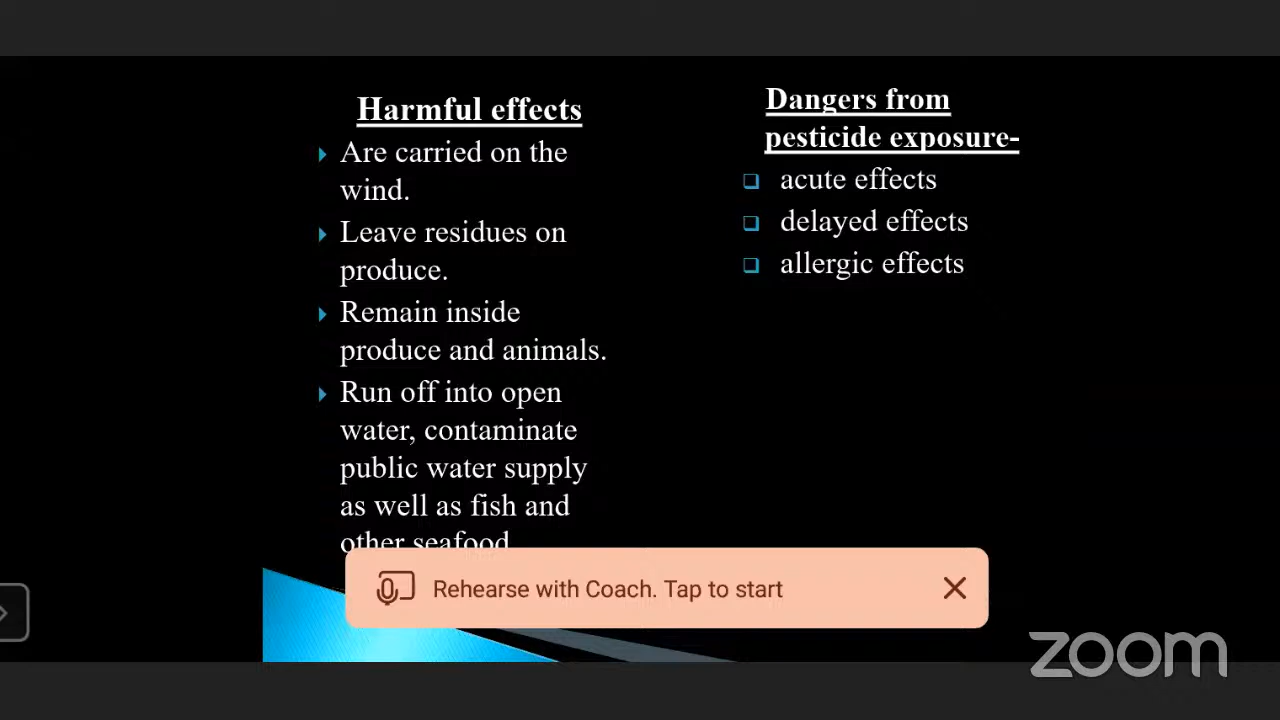 Harmful effects
Are carried on the
wind.
Leave residues on
produce.
Remain inside
produce and animals.
Run off into open
water, contaminate
public water supply
as well as fish and
other seafood
Dangers from
pesticide exposure-
acute effects
delayed effects
allergic effects
Rehearse with Coach. Tap to start
zoom